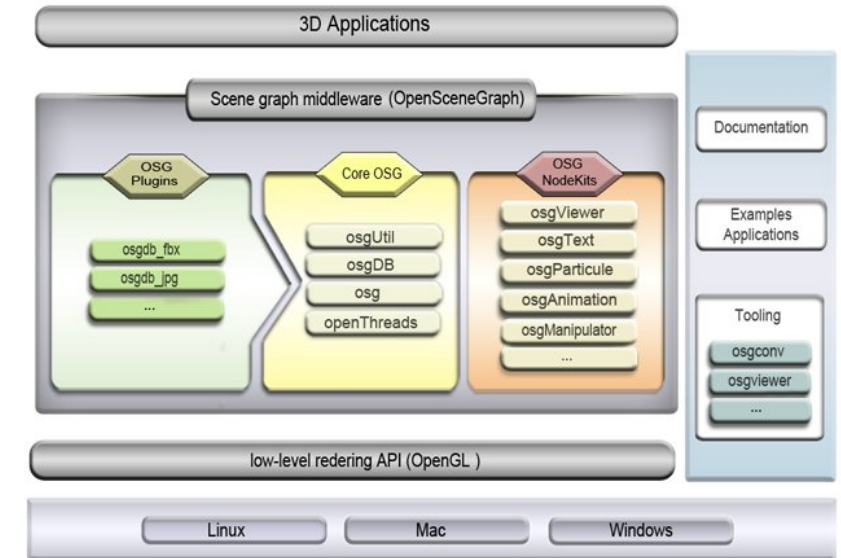 3D Applications
Scene graph middleware (OpenSceneGraph)
OSG
Plugins
osgdb_fbx
osgdb_jpg
...
Core OSG
osgUtil
osgDB
osg
openThreads
OSG
NodeKits
osgViewer
osgText
osgParticule
osgAnimation
osgManipulator
...
Documentation
Examples
Applications
Tooling
osgconv
osgviewer
...
low-level redering API (OpenGL )
Linux
Mac
Windows